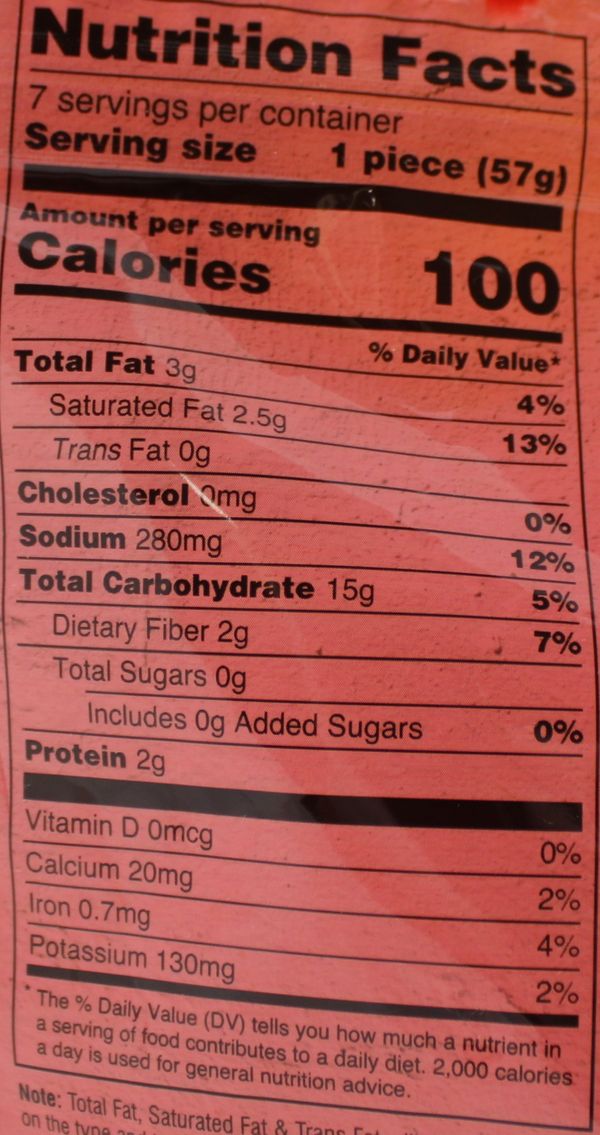 Nutrition Facts
7 servings per container
Serving size 1 piece (57g)
Amount per serving
Calories 100
% Daily Value*
Total Fat 3g 4%
Saturated Fat 2.5g 13%
Trans Fat 0g
Cholesterol 0mg 0%
Sodium 280mg 12%
Total Carbohydrate 15g 5%
Dietary Fiber 2g 7%
Total Sugars 0g
Includes 0g Added Sugars 0%
Protein 2g
Vitamin D 0mcg 0%
Calcium 20mg 2%
Iron 0.7mg 4%
Potassium 130mg 2%
* The % Daily Value (DV) tells you how much a nutrient in
a serving of food contributes to a daily diet. 2,000 calories
a day is used for general nutrition advice.
Note: Total Fat, Saturated Fat & Trans Fat
on the type